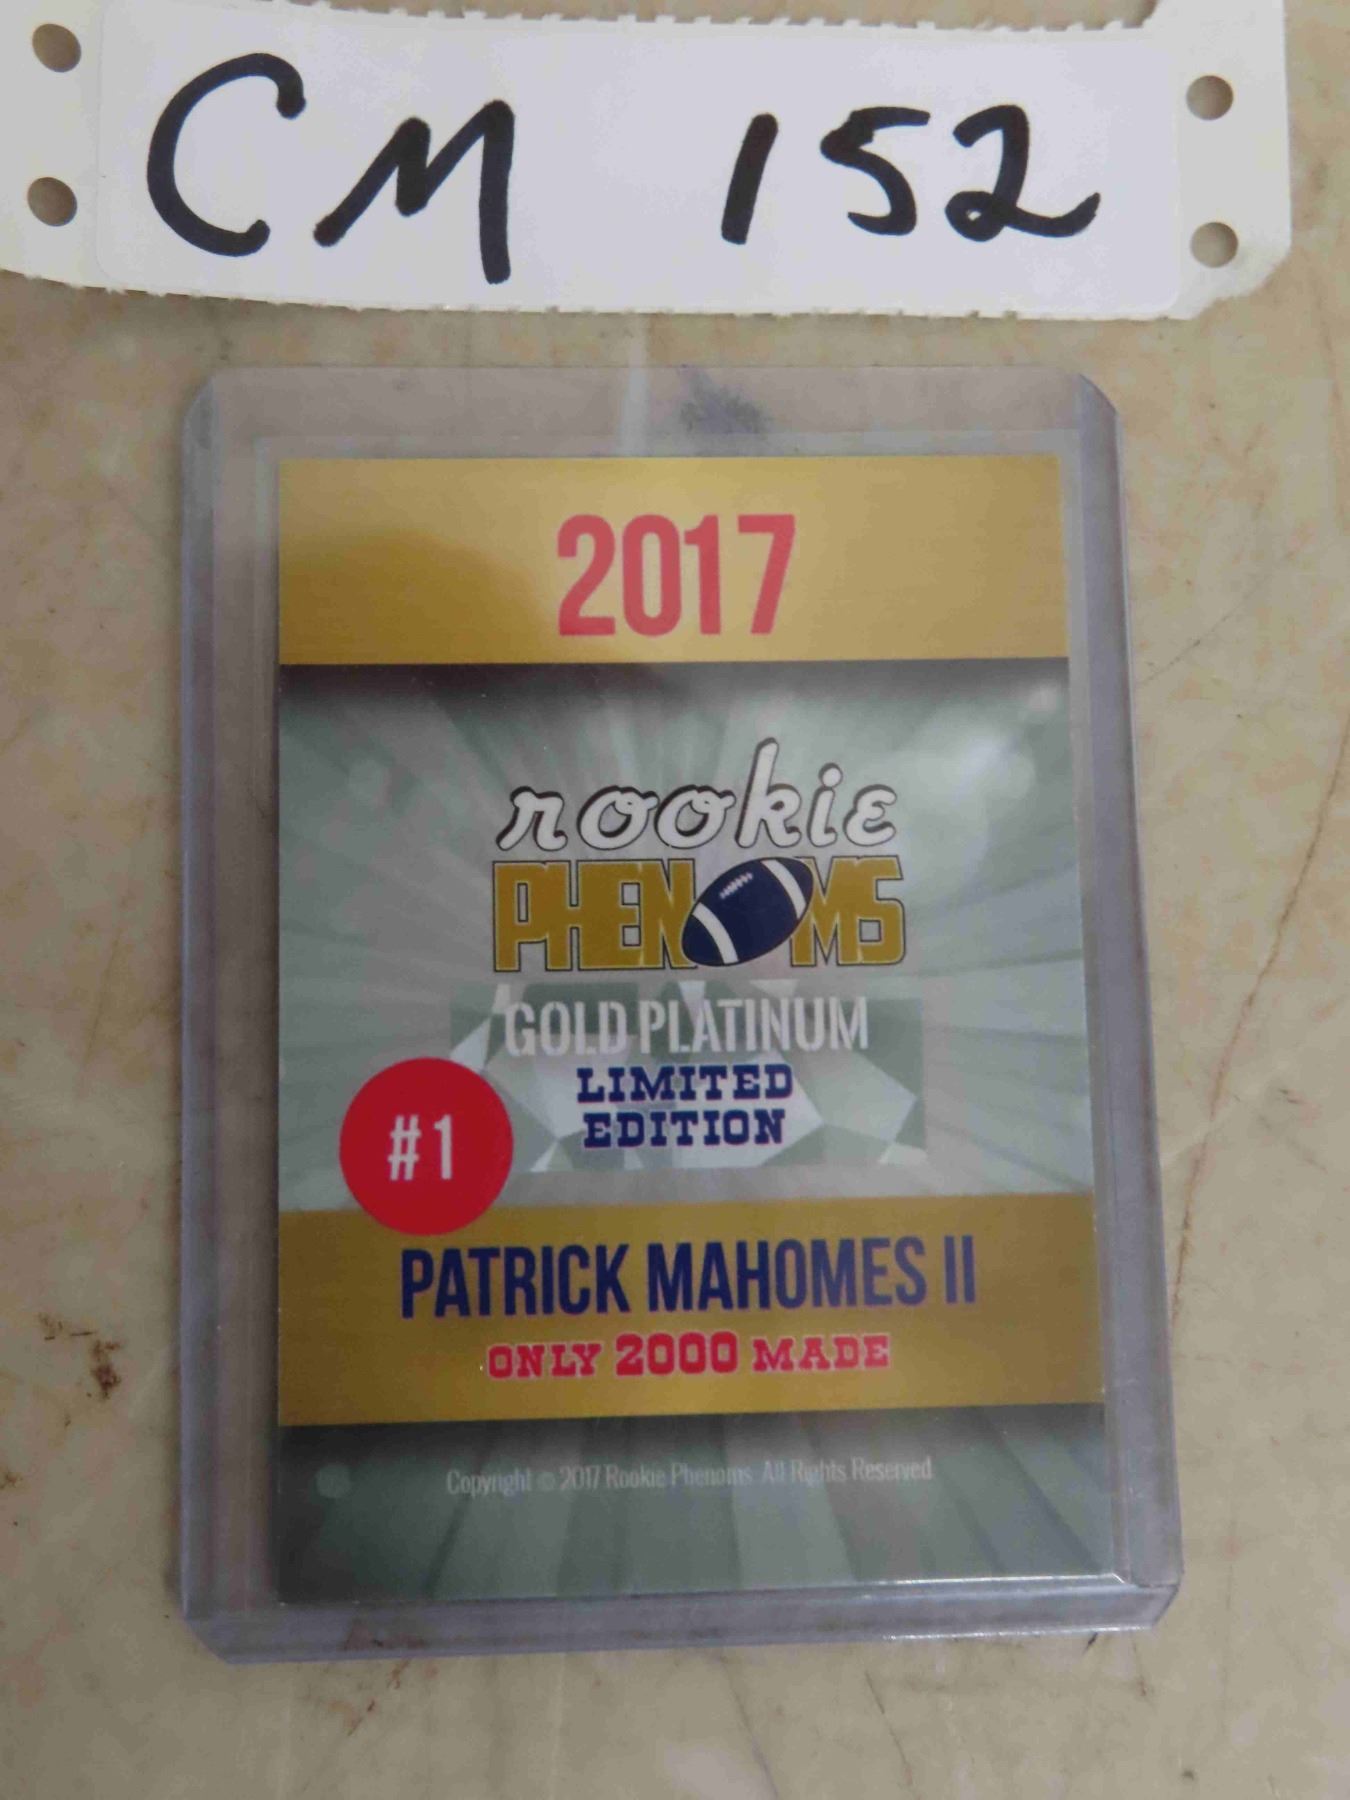 CM 152
2017
rookie
PHENOMS
GOLD PLATINUM
LIMITED
EDITION
#1
PATRICK MAHOMES II
ONLY 2000 MADE
Copyright © 2017 Rookie Phenoms. All Rights Reserved